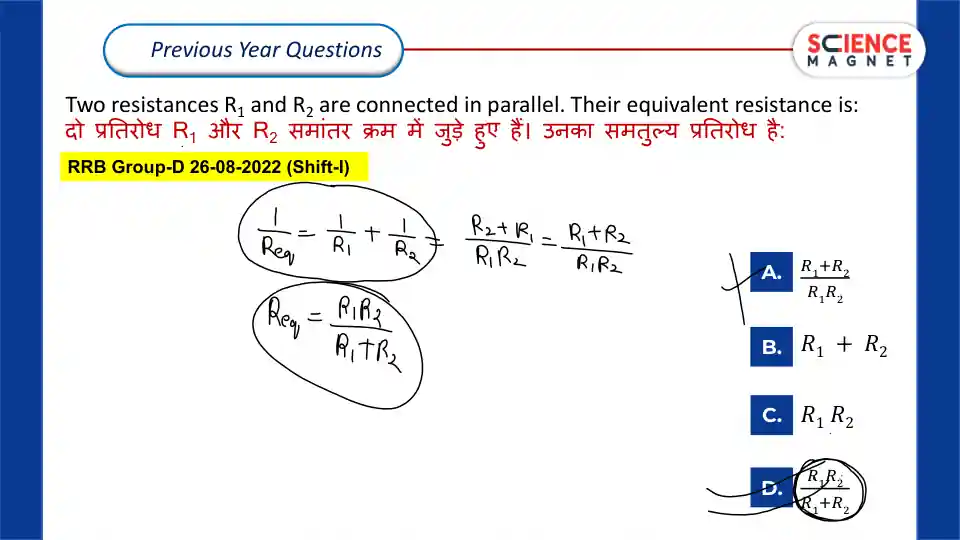 Previous Year Questions
SCIENCE
MAGNET
Two resistances R₁ and R₂ are connected in parallel. Their equivalent resistance is:
दो प्रतिरोध R₁ और R₂ समांतर क्रम में जुड़े हुए हैं। उनका समतुल्य प्रतिरोध है:
RRB Group-D 26-08-2022 (Shift-I)
1/Req = 1/R₁ + 1/R₂ = R₂+R₁/R₁R₂ = R₁+R₂/R₁R₂
Req = R₁R₂/R₁+R₂
A. R₁+R₂/R₁R₂
B. R₁ + R₂
C. R₁ R₂
D. R₁R₂/R₁+R₂